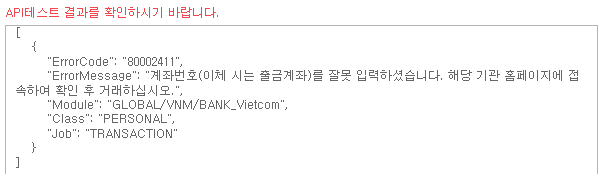 API테스트 결과를 확인하시기 바랍니다.
[
{
"ErrorCode": "80002411",
"ErrorMessage": "계좌번호(이체 시는 출금계좌)를 잘못 입력하셨습니다. 해당 기관 홈페이지에 접
속하여 확인 후 거래하십시오.",
"Module": "GLOBAL/VNM/BANK_Vietcom",
"Class": "PERSONAL",
"Job": "TRANSACTION"
}
]